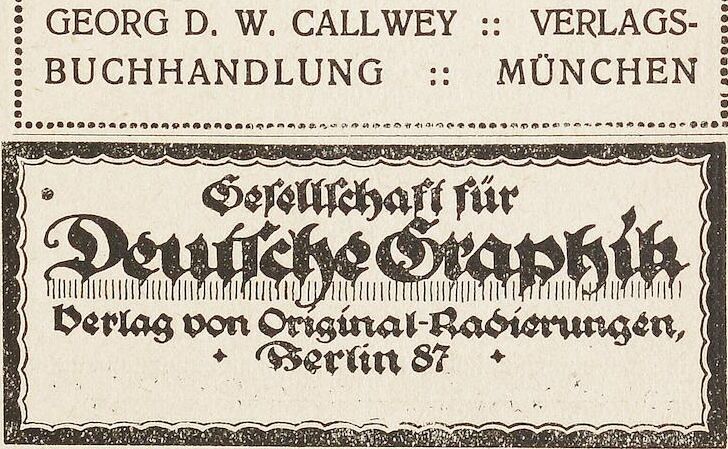 GEORG D. W. CALLWEY :: VERLAGS-
BUCHHANDLUNG :: MÜNCHEN
Gesellschaft für
Deutsche Graphik
Verlag von Original-Radierungen,
Berlin 87